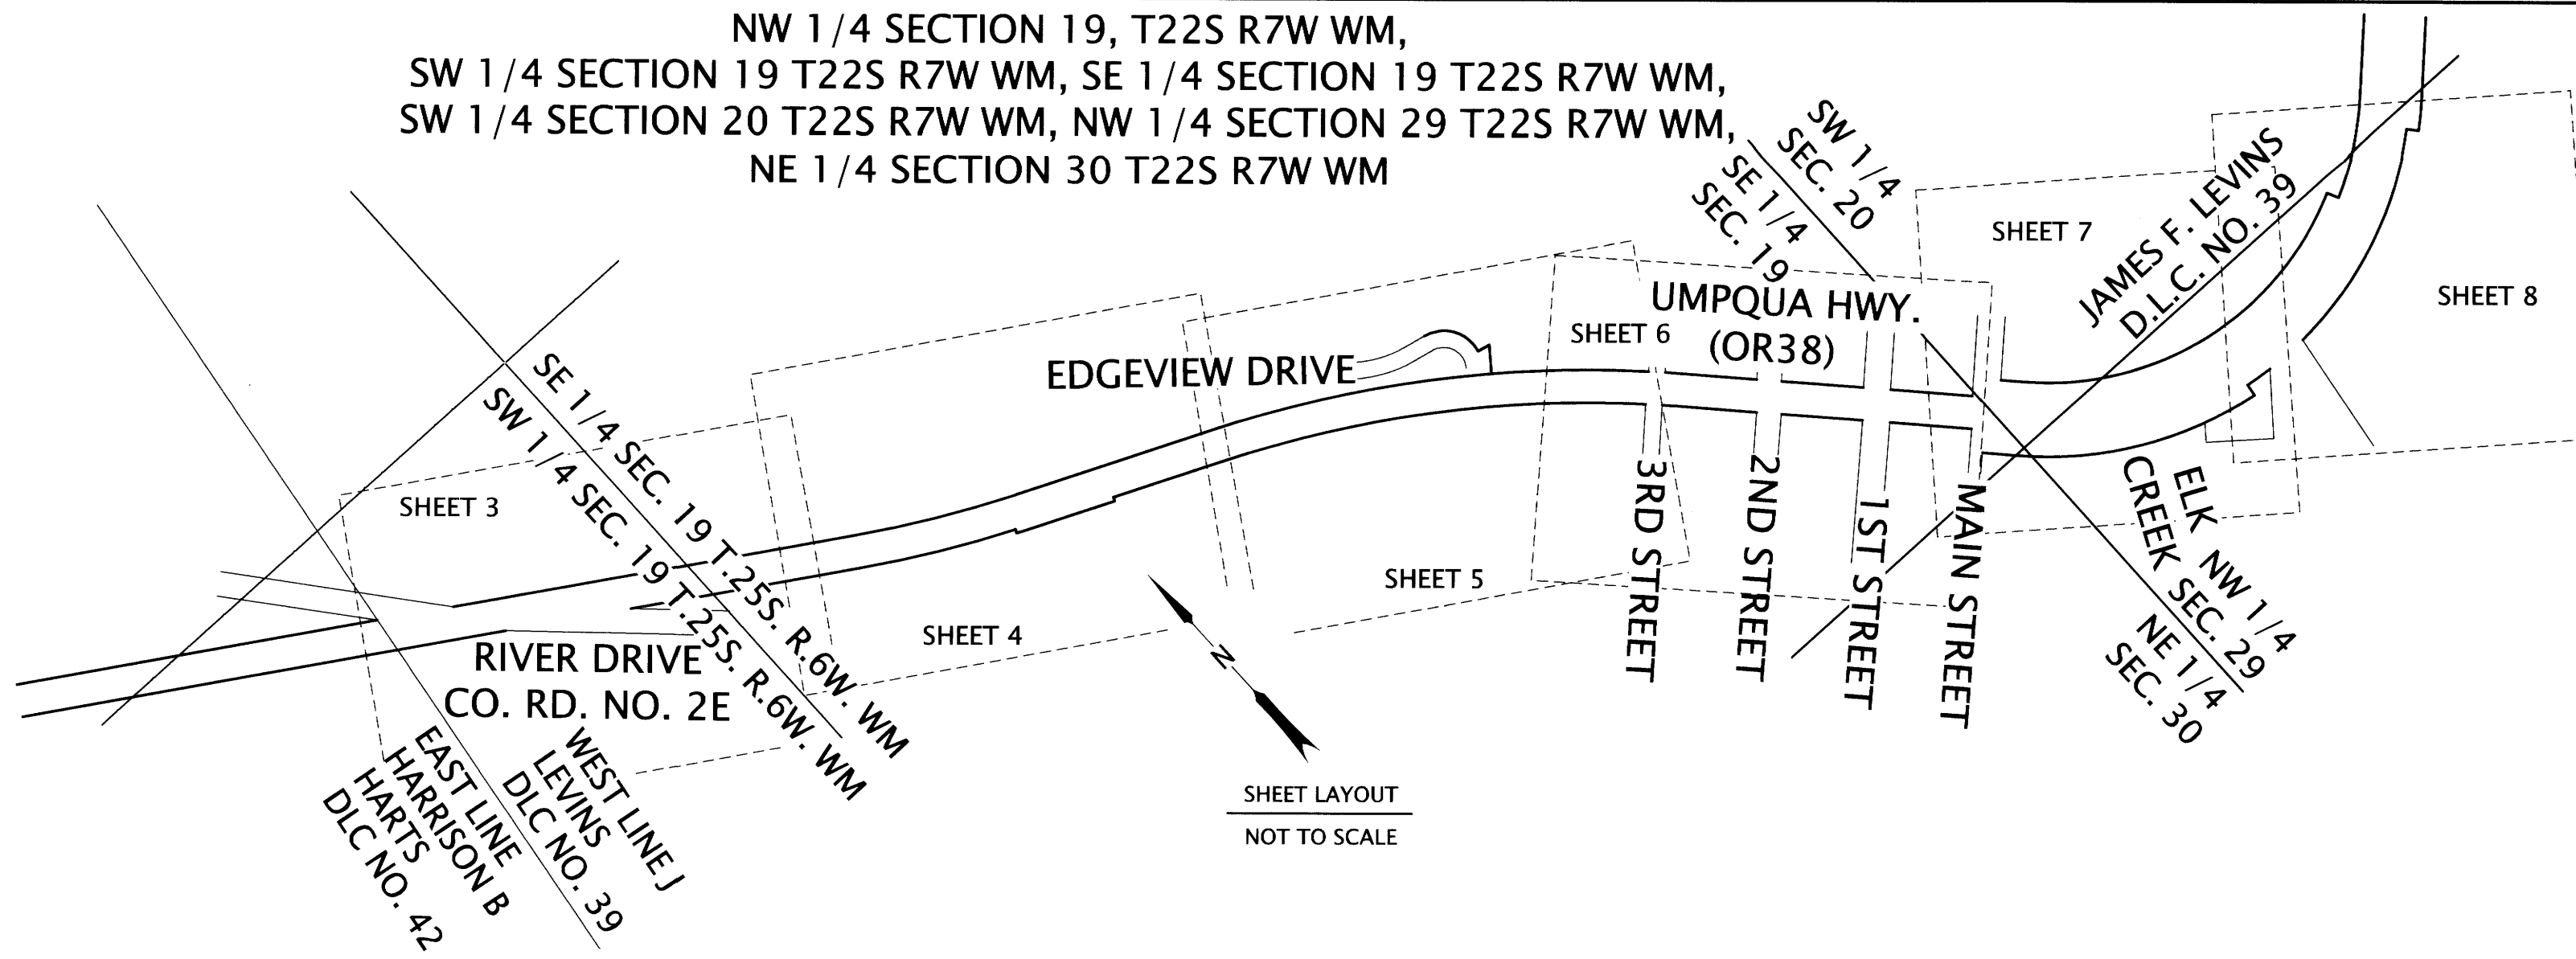 NW 1/4 SECTION 19, T22S R7W WM,
SW 1/4 SECTION 19 T22S R7W WM, SE 1/4 SECTION 19 T22S R7W WM,
SW 1/4 SECTION 20 T22S R7W WM, NW 1/4 SECTION 29 T22S R7W WM,
NE 1/4 SECTION 30 T22S R7W WM
SW 1/4
SEC. 20
SE 1/4
SEC. 19
SHEET 7
JAMES F. LEVINS
D.L.C. NO. 39
SHEET 8
UMPQUA HWY.
(OR38)
SHEET 6
EDGEVIEW DRIVE
SE 1/4 SEC. 19 T.25S. R.6W. WM
SW 1/4 SEC. 19 T.25S. R.6W. WM
SHEET 3
3RD STREET
2ND STREET
1ST STREET
MAIN STREET
ELK
CREEK
NW 1/4
SEC. 29
NE 1/4
SEC. 30
SHEET 5
SHEET 4
N
RIVER DRIVE
CO. RD. NO. 2E
EAST LINE
HARRISON B
HARTS
DLC NO. 42
WEST LINE J
LEVINS
DLC NO. 39
SHEET LAYOUT
NOT TO SCALE